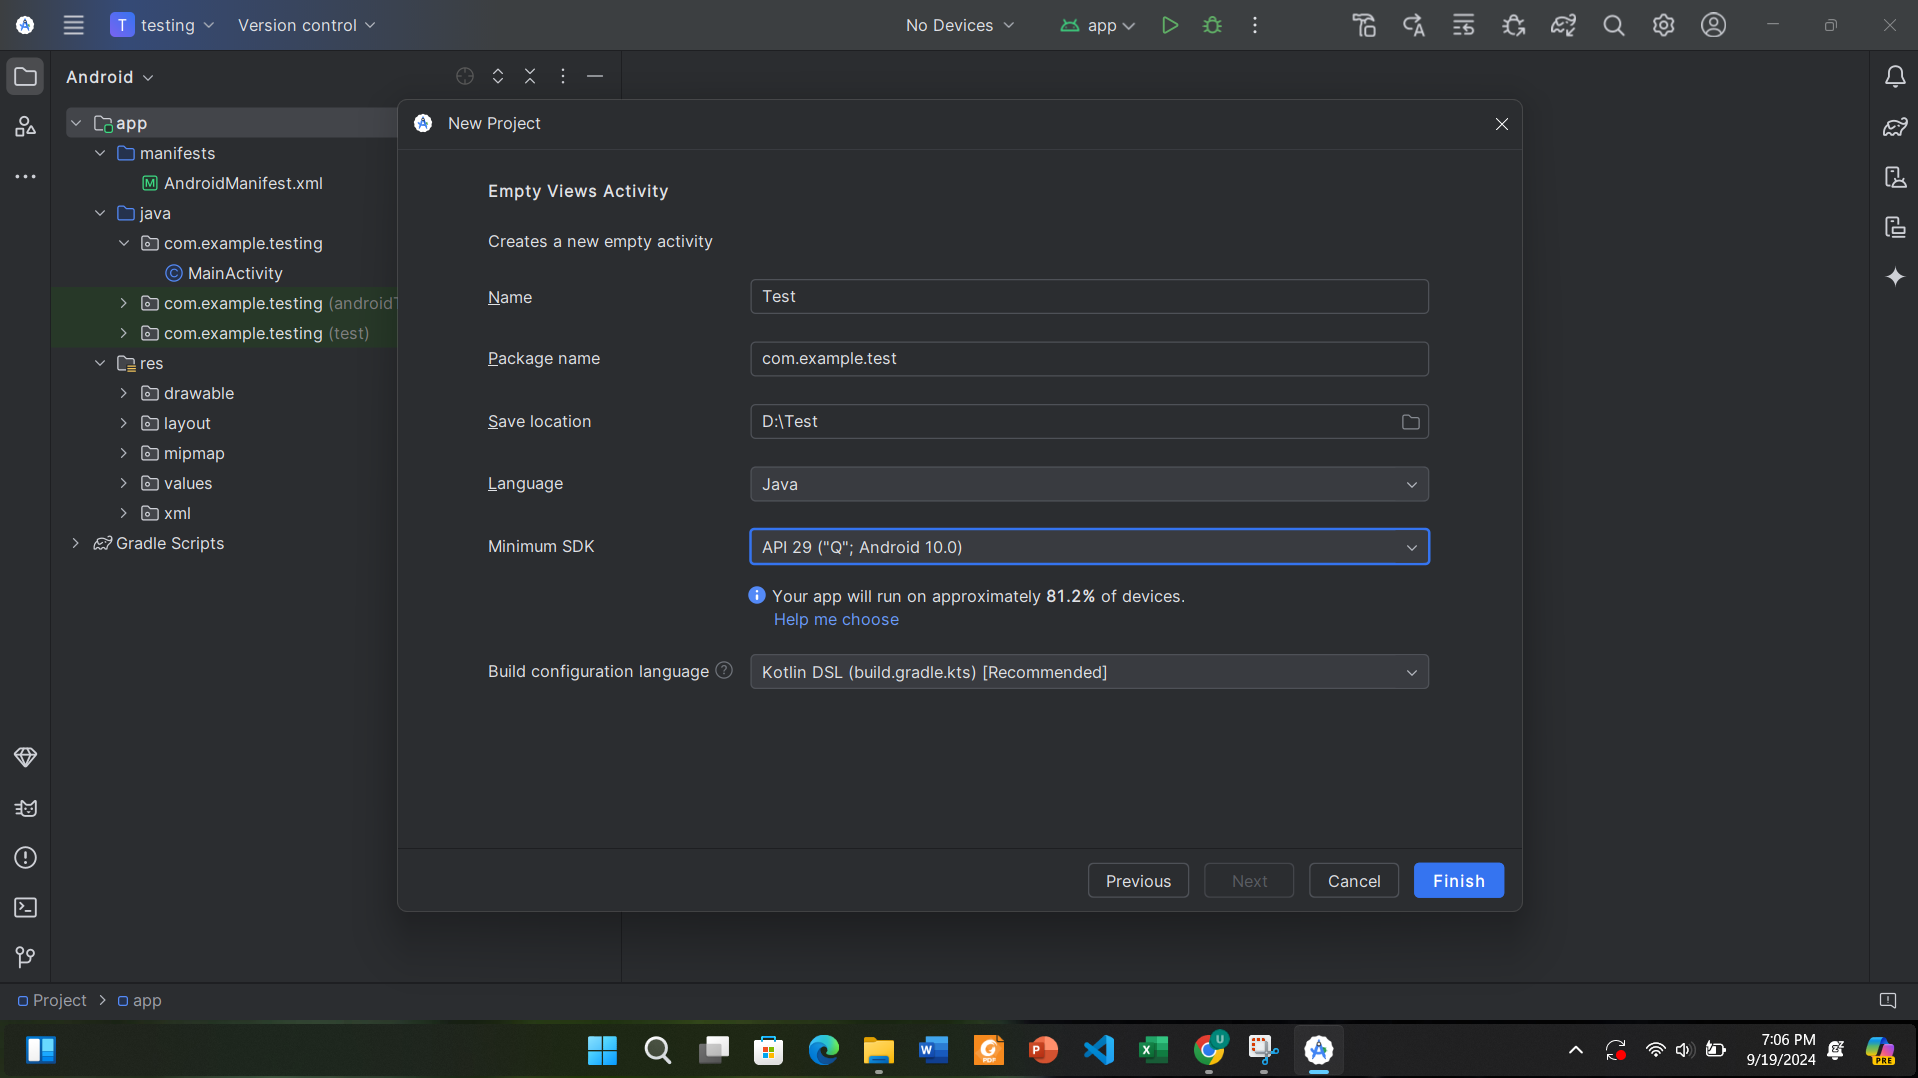 T testing Version control No Devices app
Android
New Project
app
manifests
Empty Views Activity
AndroidManifest.xml
java
Creates a new empty activity
com.example.testing
MainActivity
Name Test
com.example.testing (androidT
com.example.testing (test)
Package name com.example.test
res
drawable
layout
Save location D:\Test
mipmap
values
Language Java
xml
Gradle Scripts
Minimum SDK API 29 ("Q"; Android 10.0)
Your app will run on approximately 81.2% of devices.
Help me choose
Build configuration language ? Kotlin DSL (build.gradle.kts) [Recommended]
Previous Next Cancel Finish
Project > app
7:06 PM
9/19/2024